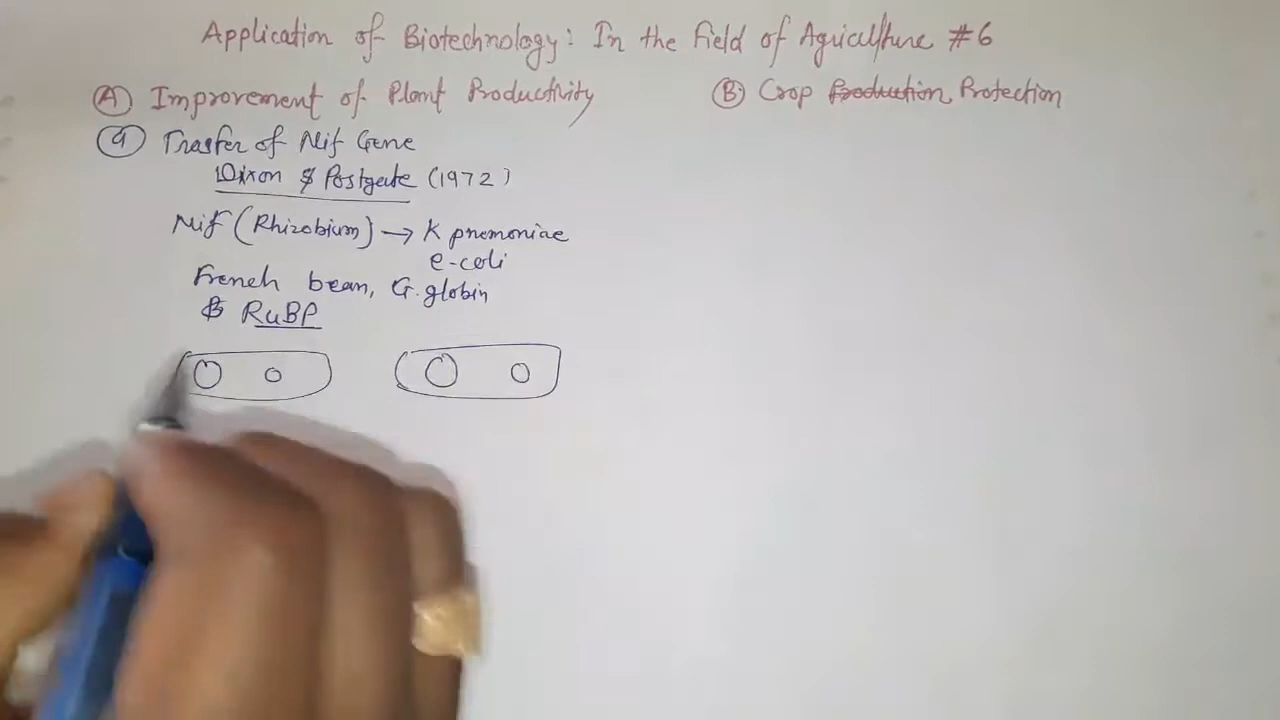 Application of Biotechnology: In the Field of Agriculture #6
(A) Improvement of Plant Productivity
(B) Crop Production Protection
(a) Trasfer of Nif Gene
Dixon & Postgate (1972)
Nif (Rhizobium) → K pnemoniae
e-coli
French bean, G. globin
& RuBP